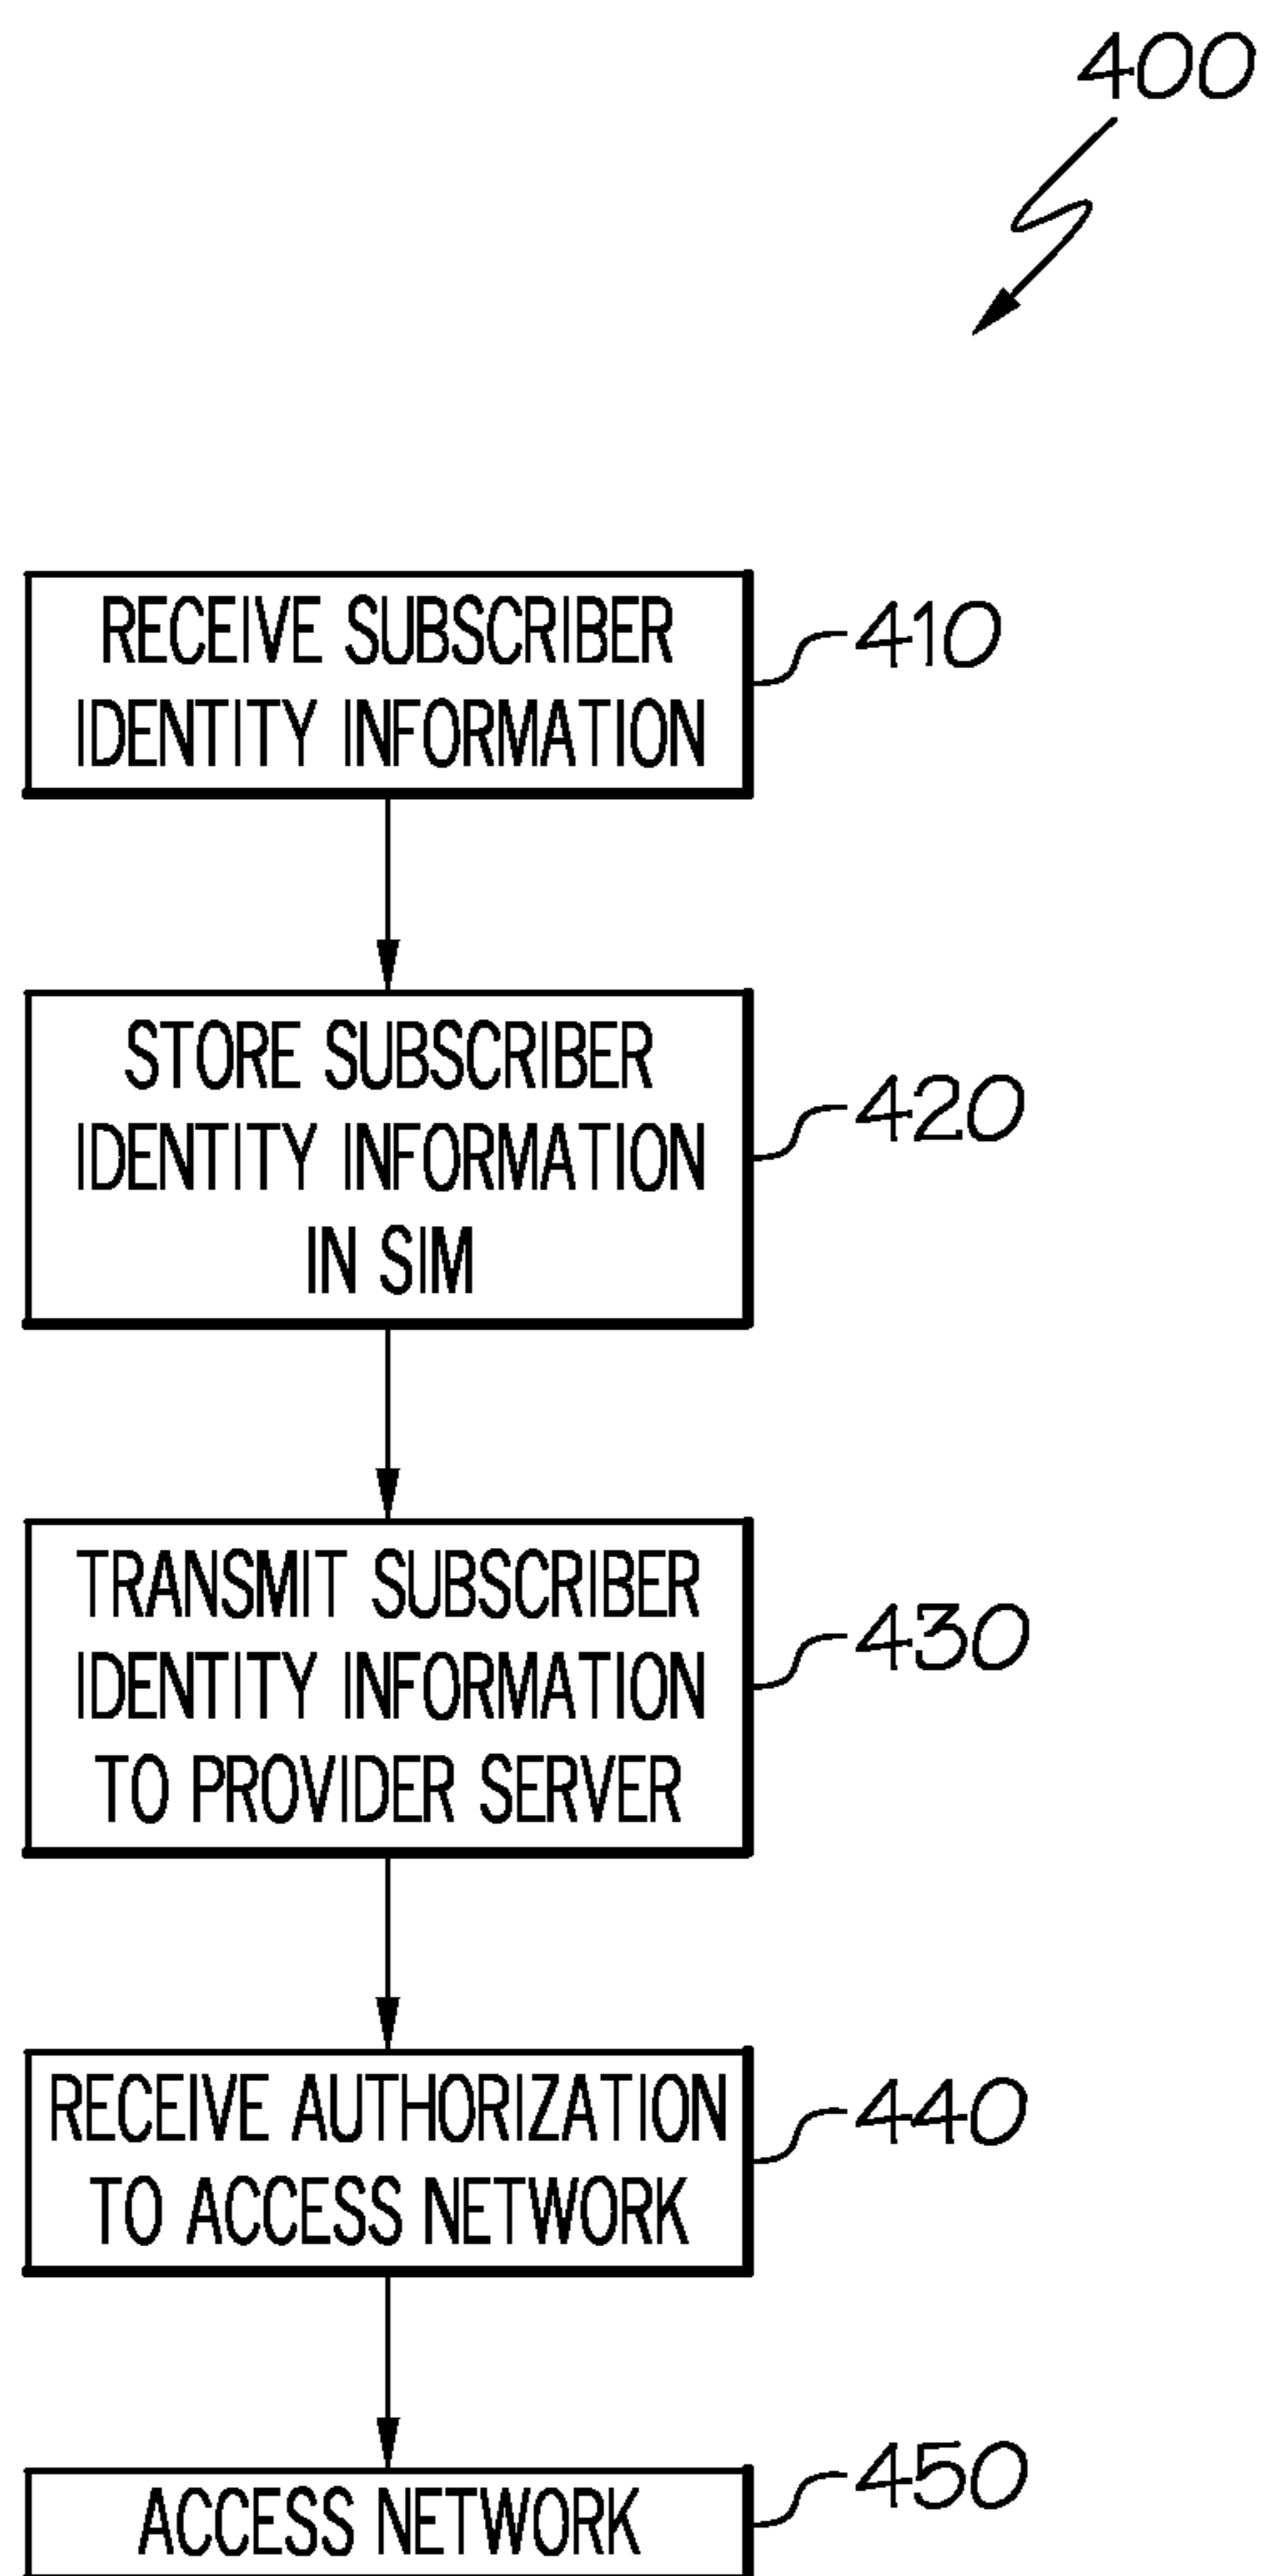 400
RECEIVE SUBSCRIBER
IDENTITY INFORMATION
410
STORE SUBSCRIBER
IDENTITY INFORMATION
IN SIM
420
TRANSMIT SUBSCRIBER
IDENTITY INFORMATION
TO PROVIDER SERVER
430
RECEIVE AUTHORIZATION
TO ACCESS NETWORK
440
ACCESS NETWORK
450